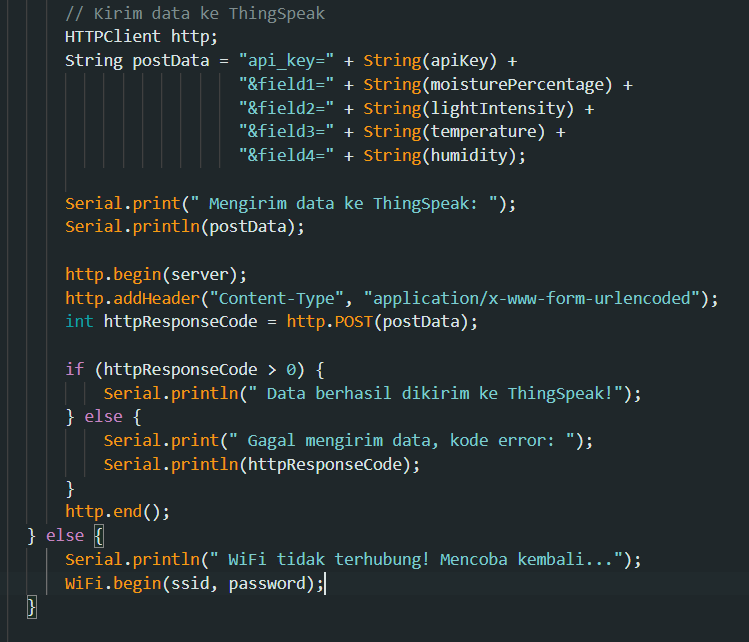 // Kirim data ke ThingSpeak
HTTPClient http;
String postData = "api_key=" + String(apiKey) +
"&field1=" + String(moisturePercentage) +
"&field2=" + String(lightIntensity) +
"&field3=" + String(temperature) +
"&field4=" + String(humidity);
Serial.print(" Mengirim data ke ThingSpeak: ");
Serial.println(postData);
http.begin(server);
http.addHeader("Content-Type", "application/x-www-form-urlencoded");
int httpResponseCode = http.POST(postData);
if (httpResponseCode > 0) {
Serial.println(" Data berhasil dikirim ke ThingSpeak!");
} else {
Serial.print(" Gagal mengirim data, kode error: ");
Serial.println(httpResponseCode);
}
http.end();
} else {
Serial.println(" WiFi tidak terhubung! Mencoba kembali...");
WiFi.begin(ssid, password);
}